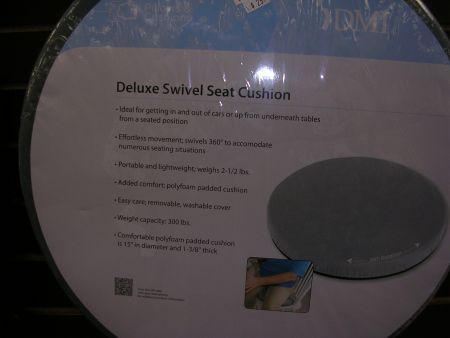 DMI
Deluxe Swivel Seat Cushion
• Ideal for getting in and out of cars or up from underneath tables
from a seated position
• Effortless movement; swivels 360° to accomodate
numerous seating situations
• Portable and lightweight; weighs 2-1/2 lbs.
• Added comfort; polyfoam padded cushion
• Easy care; removable, washable cover
• Weight capacity: 300 lbs.
• Comfortable polyfoam padded cushion
is 15" in diameter and 1-3/8" thick